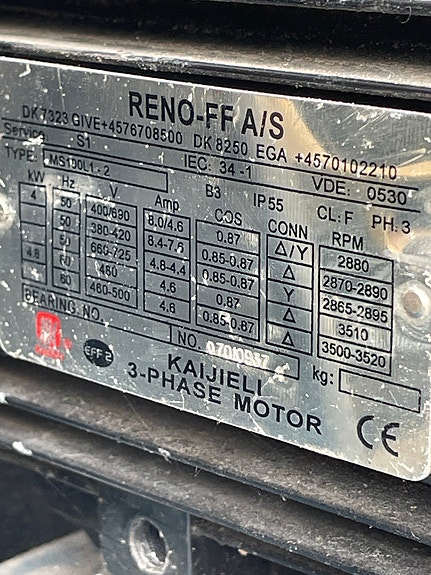 RENO-FF A/S
DK 7323 GIVE+4576708500 DK 8250 EGA +4570102210
Service S1 IEC: 34-1 VDE: 0530
TYPE: MS100L1-2 B3 IP55 CL: F PH. 3
kW Hz V Amp COS CONN RPM
4 50 400/690 8.0/4.6 0.87 Δ/Y 2880
50 380-420 8.4-7.6 0.85-0.87 Δ 2870-2890
50 660-725 4.8-4.4 0.85-0.87 Y 2865-2895
4.8 60 460 0.87 Δ 3510
60 460-500 4.6 0.85-0.87 Δ 3500-3520
BEARING. NO. NO. kg:
EFF 2
KAIJIELI
3-PHASE MOTOR
CE